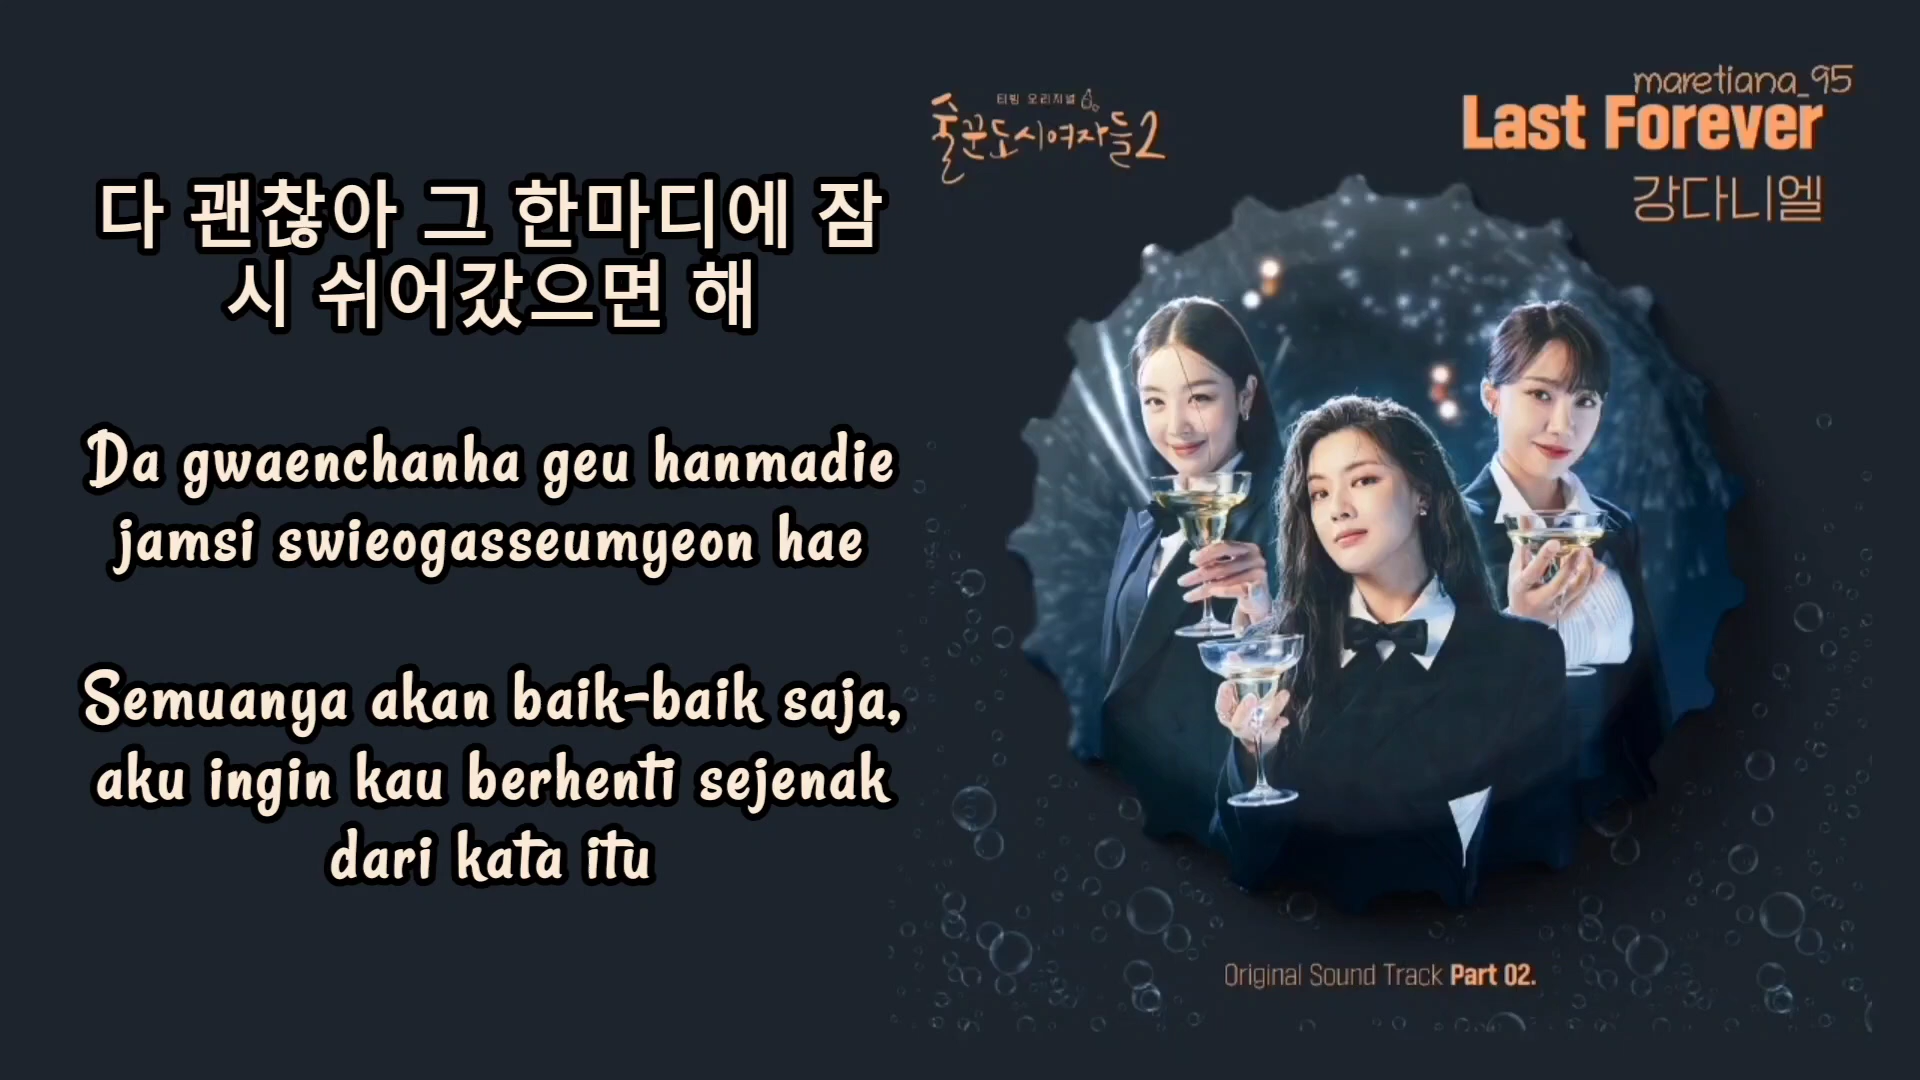 다 괜찮아 그 한마디에 잠
시 쉬어갔으면 해
Da gwaenchanha geu hanmadie
jamsi swieogasseumyeon hae
Semuanya akan baik-baik saja,
aku ingin kau berhenti sejenak
dari kata itu
티빙 오리지널
술꾼도시여자들2
maretiana_95
Last Forever
강다니엘
Original Sound Track Part 02.